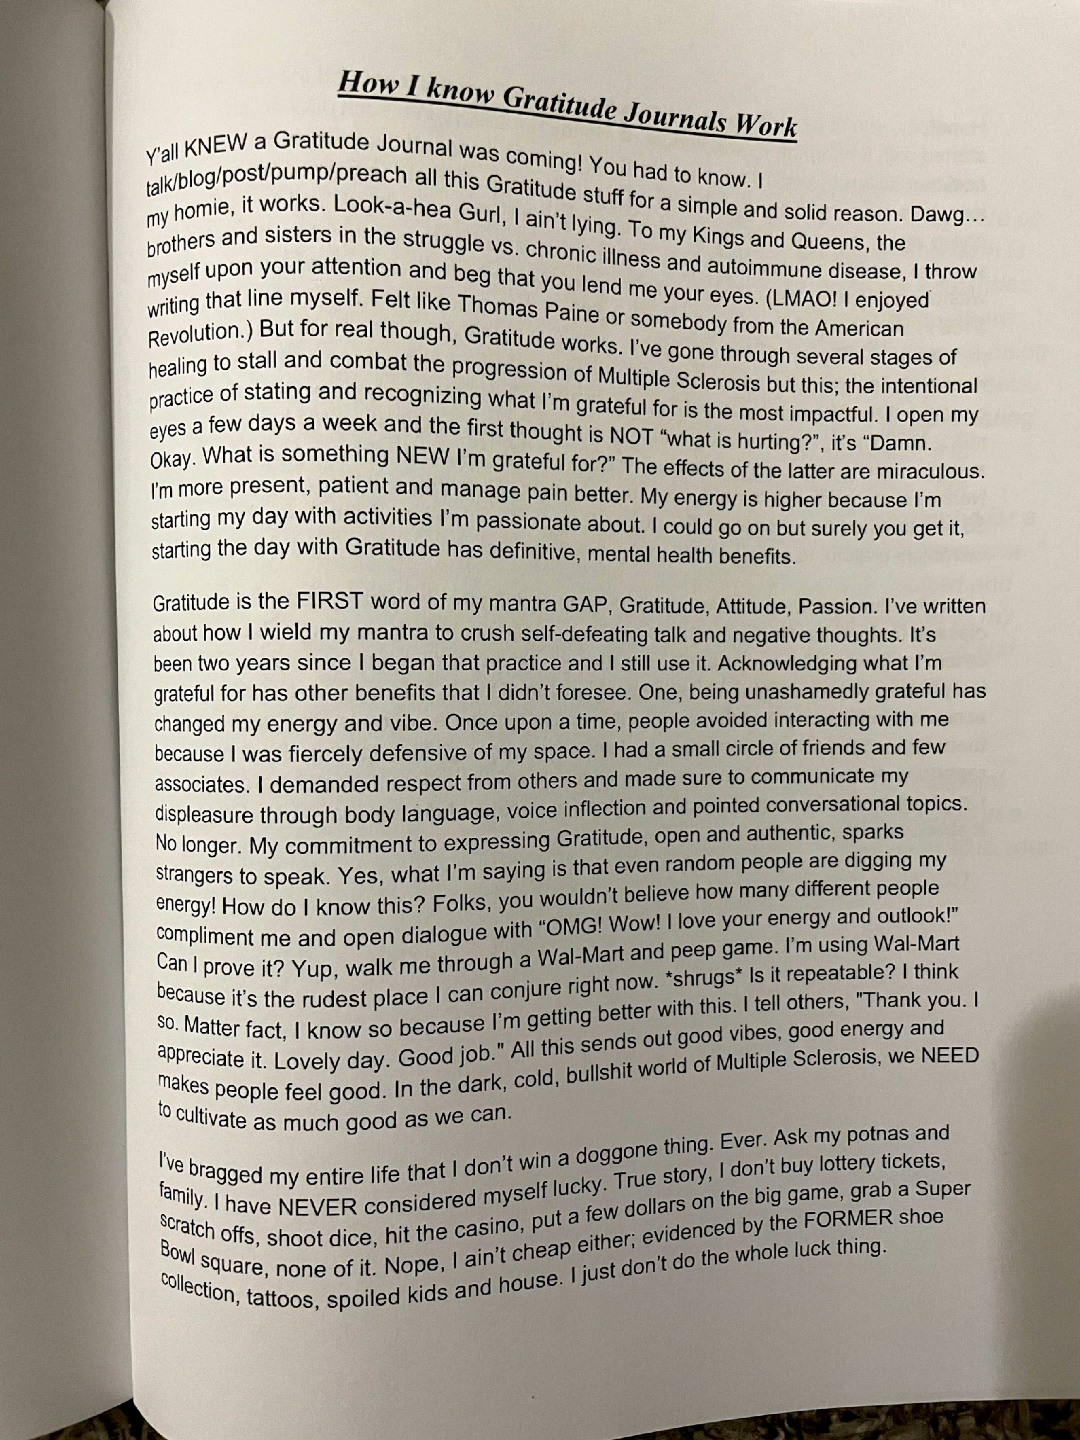 How I know Gratitude Journals Work
Y'all KNEW a Gratitude Journal was coming! You had to know. I
talk/blog/post/pump/preach all this Gratitude stuff for a simple and solid reason. Dawg…
my homie, it works. Look-a-hea Gurl, I ain't lying. To my Kings and Queens, the
brothers and sisters in the struggle vs. chronic illness and autoimmune disease, I throw
myself upon your attention and beg that you lend me your eyes. (LMAO! I enjoyed
writing that line myself. Felt like Thomas Paine or somebody from the American
Revolution.) But for real though, Gratitude works. I've gone through several stages of
healing to stall and combat the progression of Multiple Sclerosis but this; the intentional
practice of stating and recognizing what I'm grateful for is the most impactful. I open my
eyes a few days a week and the first thought is NOT "what is hurting?", it's "Damn.
Okay. What is something NEW I'm grateful for?" The effects of the latter are miraculous.
I'm more present, patient and manage pain better. My energy is higher because I'm
starting my day with activities I'm passionate about. I could go on but surely you get it,
starting the day with Gratitude has definitive, mental health benefits.
Gratitude is the FIRST word of my mantra GAP, Gratitude, Attitude, Passion. I've written
about how I wield my mantra to crush self-defeating talk and negative thoughts. It's
been two years since I began that practice and I still use it. Acknowledging what I'm
grateful for has other benefits that I didn't foresee. One, being unashamedly grateful has
changed my energy and vibe. Once upon a time, people avoided interacting with me
because I was fiercely defensive of my space. I had a small circle of friends and few
associates. I demanded respect from others and made sure to communicate my
displeasure through body language, voice inflection and pointed conversational topics.
No longer. My commitment to expressing Gratitude, open and authentic, sparks
strangers to speak. Yes, what I'm saying is that even random people are digging my
energy! How do I know this? Folks, you wouldn't believe how many different people
compliment me and open dialogue with "OMG! Wow! I love your energy and outlook!"
Can I prove it? Yup, walk me through a Wal-Mart and peep game. I'm using Wal-Mart
because it's the rudest place I can conjure right now. *shrugs* Is it repeatable? I think
so. Matter fact, I know so because I'm getting better with this. I tell others, "Thank you. I
appreciate it. Lovely day. Good job." All this sends out good vibes, good energy and
makes people feel good. In the dark, cold, bullshit world of Multiple Sclerosis, we NEED
to cultivate as much good as we can.
I've bragged my entire life that I don't win a doggone thing. Ever. Ask my potnas and
family. I have NEVER considered myself lucky. True story, I don't buy lottery tickets,
scratch offs, shoot dice, hit the casino, put a few dollars on the big game, grab a Super
Bowl square, none of it. Nope, I ain't cheap either; evidenced by the FORMER shoe
collection, tattoos, spoiled kids and house. I just don't do the whole luck thing.